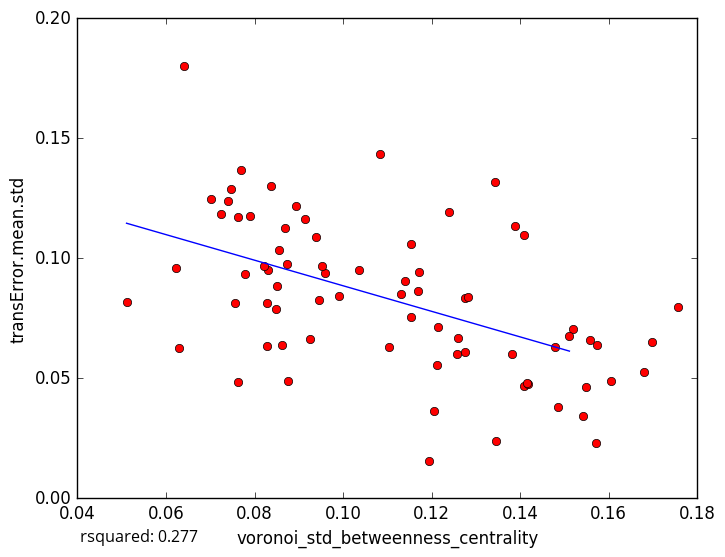 0.20
0.15
0.10
0.05
0.00
transError.mean.std
0.04 0.06 0.08 0.10 0.12 0.14 0.16 0.18
rsquared: 0.277
voronoi_std_betweenness_centrality